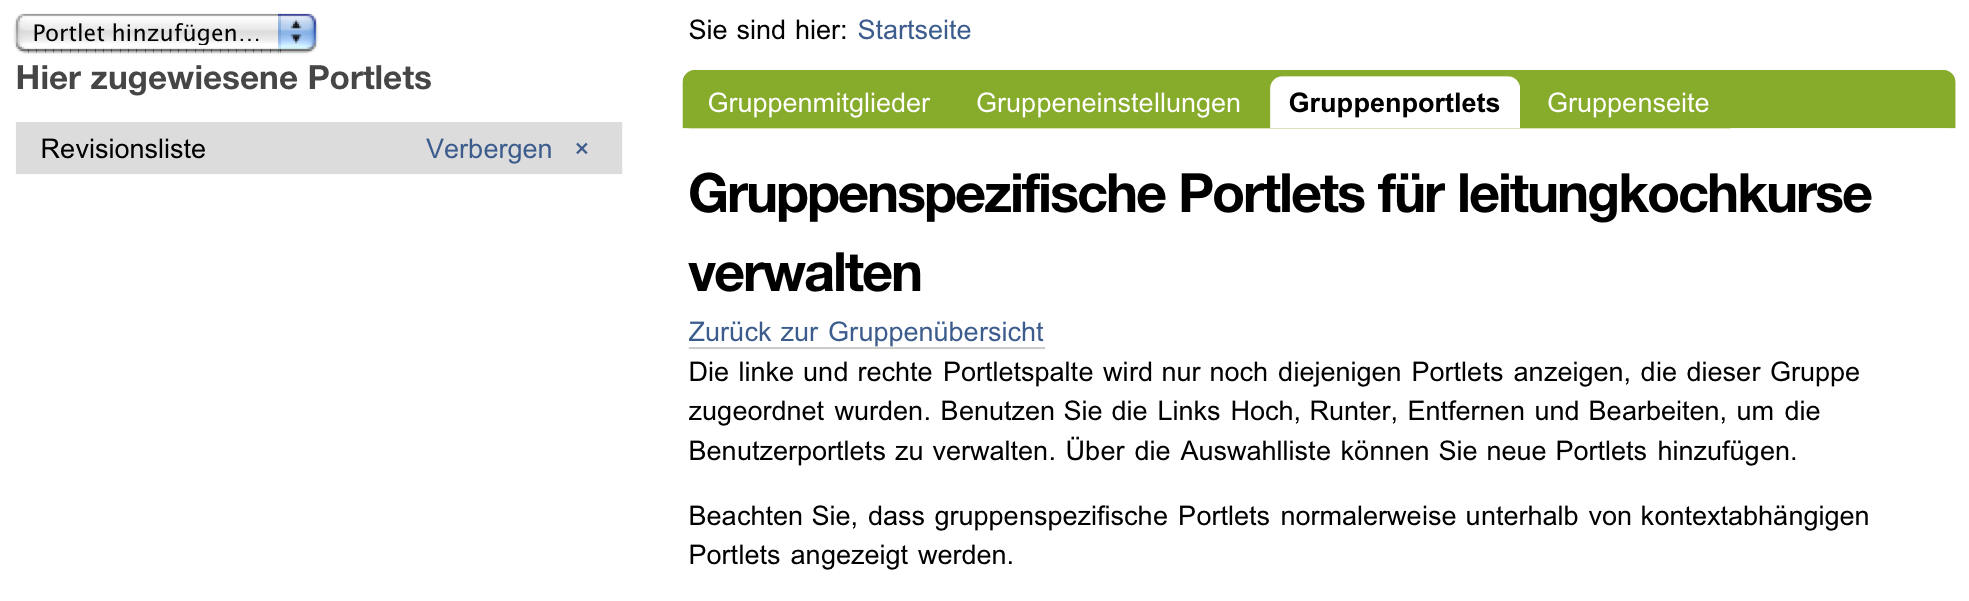 Portlet hinzufügen...
Hier zugewiesene Portlets
Revisionsliste Verbergen ×
Sie sind hier: Startseite
Gruppenmitglieder Gruppeneinstellungen Gruppenportlets Gruppenseite
Gruppenspezifische Portlets für leitungkochkurse
verwalten
Zurück zur Gruppenübersicht
Die linke und rechte Portletspalte wird nur noch diejenigen Portlets anzeigen, die dieser Gruppe
zugeordnet wurden. Benutzen Sie die Links Hoch, Runter, Entfernen und Bearbeiten, um die
Benutzerportlets zu verwalten. Über die Auswahlliste können Sie neue Portlets hinzufügen.
Beachten Sie, dass gruppenspezifische Portlets normalerweise unterhalb von kontextabhängigen
Portlets angezeigt werden.